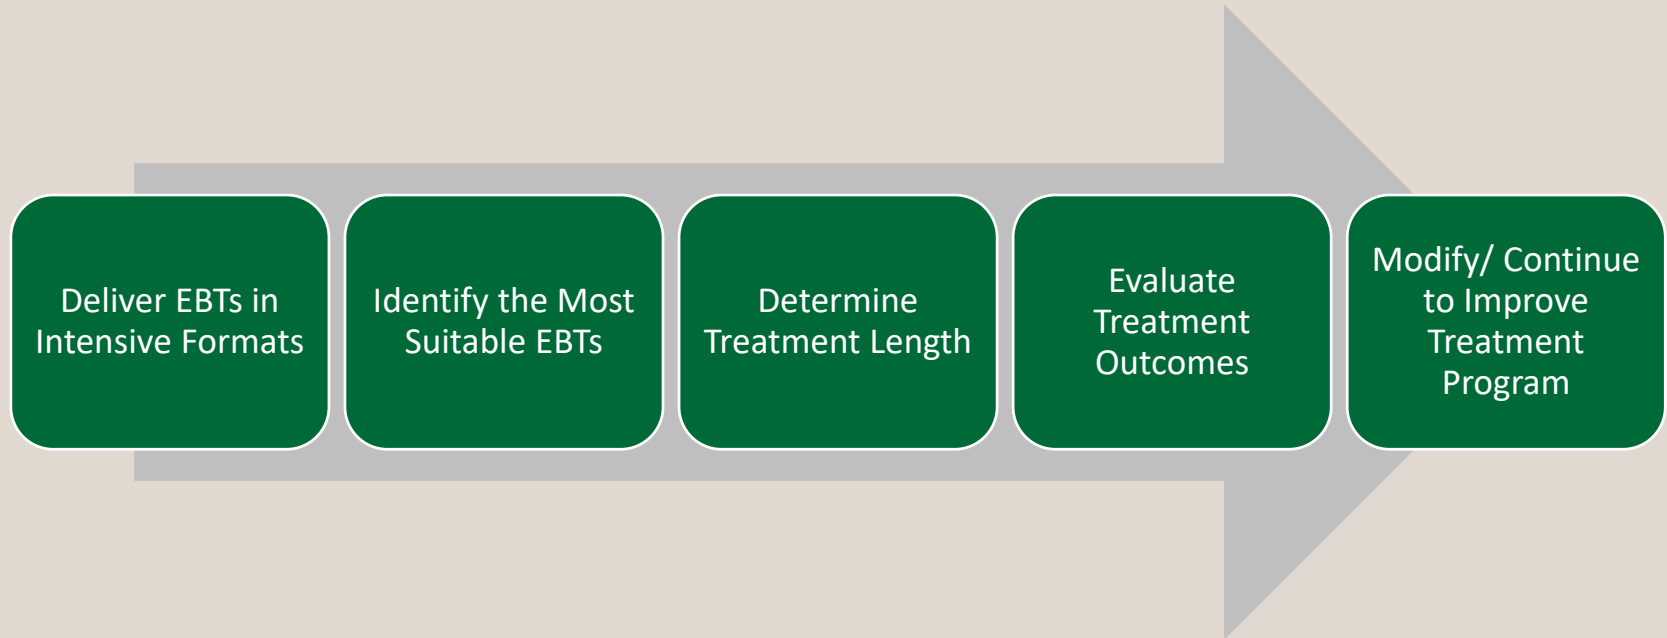 Deliver EBTs in
Intensive Formats
Identify the Most
Suitable EBTs
Determine
Treatment Length
Evaluate
Treatment
Outcomes
Modify/ Continue
to Improve
Treatment
Program